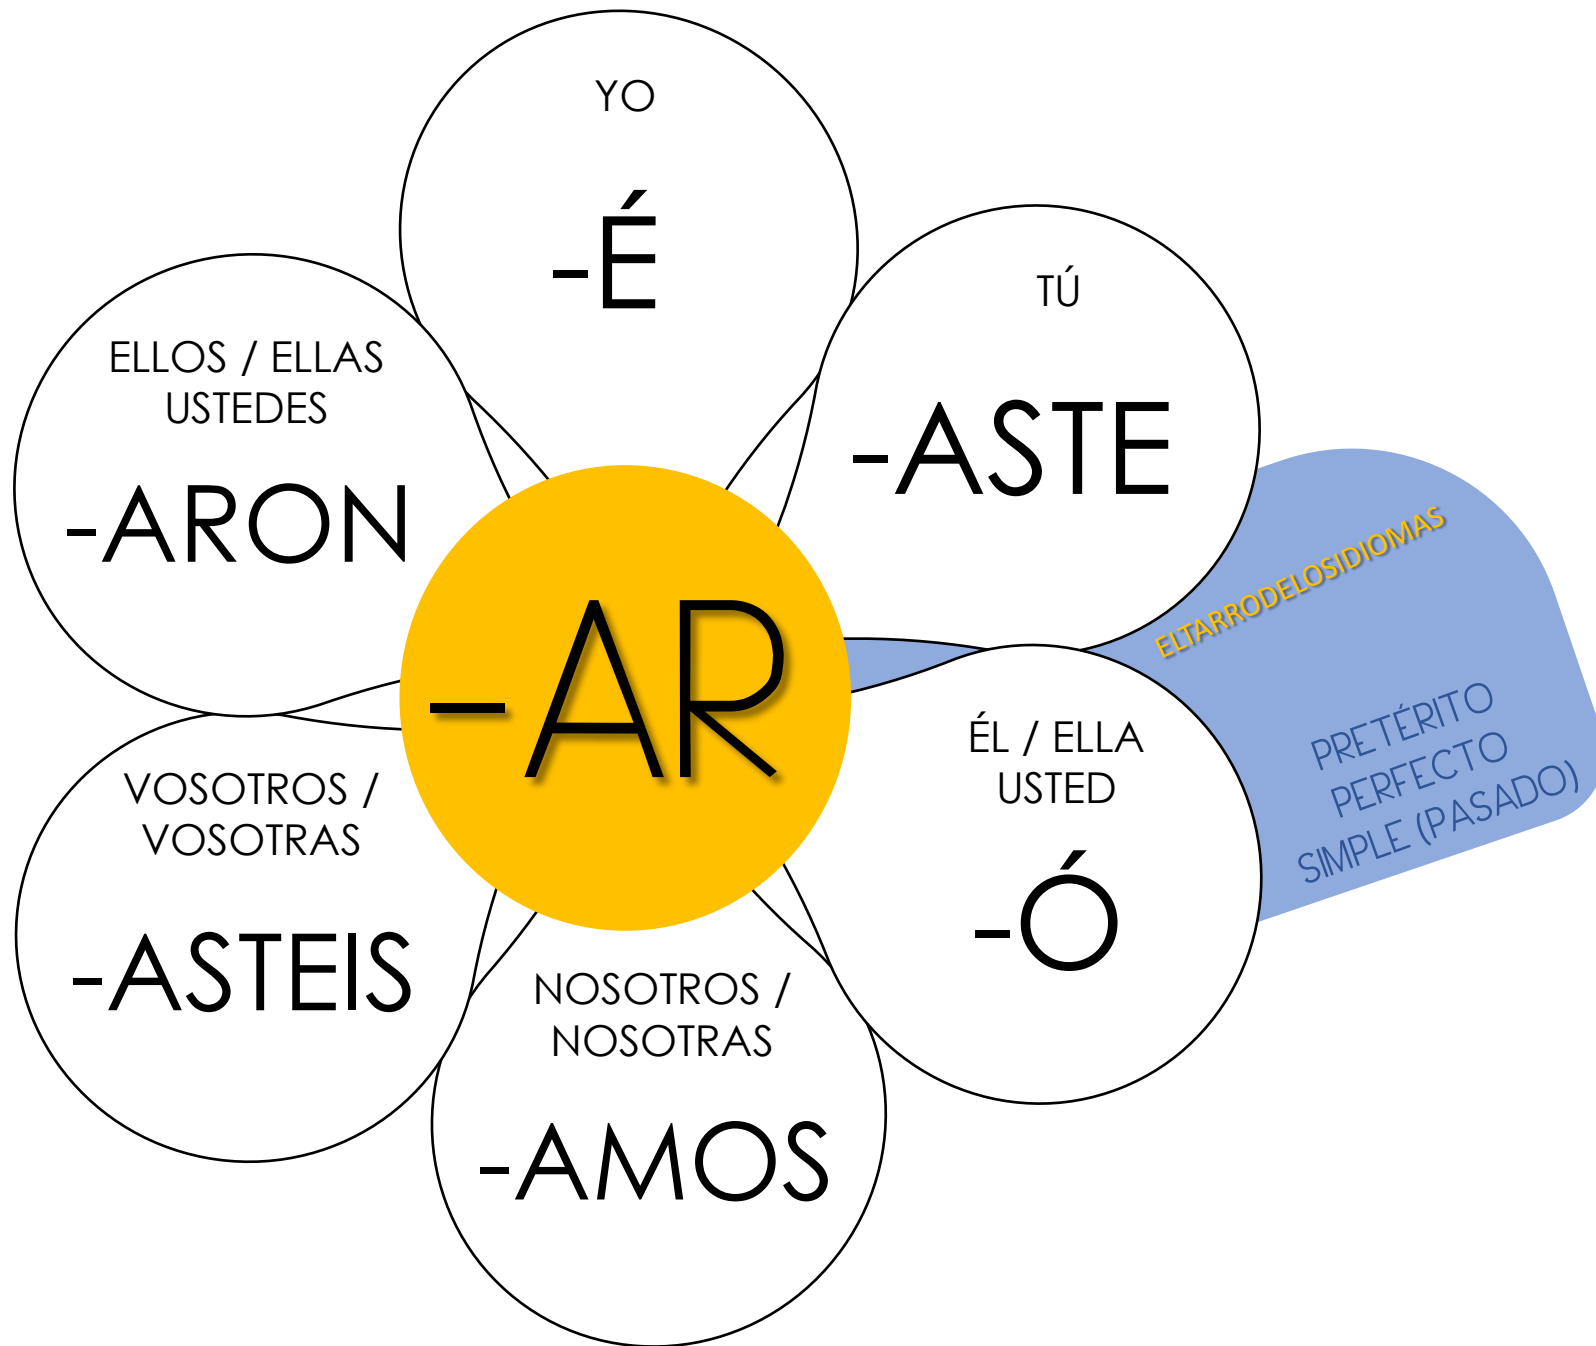 YO
-É
TÚ
-ASTE
ÉL / ELLA
USTED
-Ó
NOSOTROS /
NOSOTRAS
-AMOS
VOSOTROS /
VOSOTRAS
-ASTEIS
ELLOS / ELLAS
USTEDES
-ARON
-AR
ELTARRODELOSIDIOMAS
PRETÉRITO
PERFECTO
SIMPLE (PASADO)